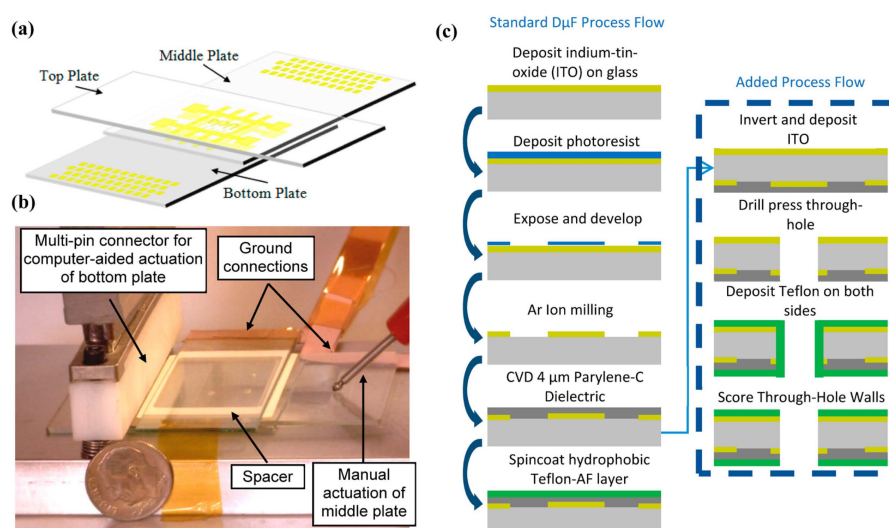 (a)
Middle Plate
Top Plate
Bottom Plate
(b)
Multi-pin connector for
computer-aided actuation
of bottom plate
Ground
connections
Spacer
Manual
actuation of
middle plate
(c)
Standard DµF Process Flow
Deposit indium-tin-
oxide (ITO) on glass
Deposit photoresist
Expose and develop
Ar Ion milling
CVD 4 µm Parylene-C
Dielectric
Spincoat hydrophobic
Teflon-AF layer
Added Process Flow
Invert and deposit
ITO
Drill press through-
hole
Deposit Teflon on both
sides
Score Through-Hole Walls